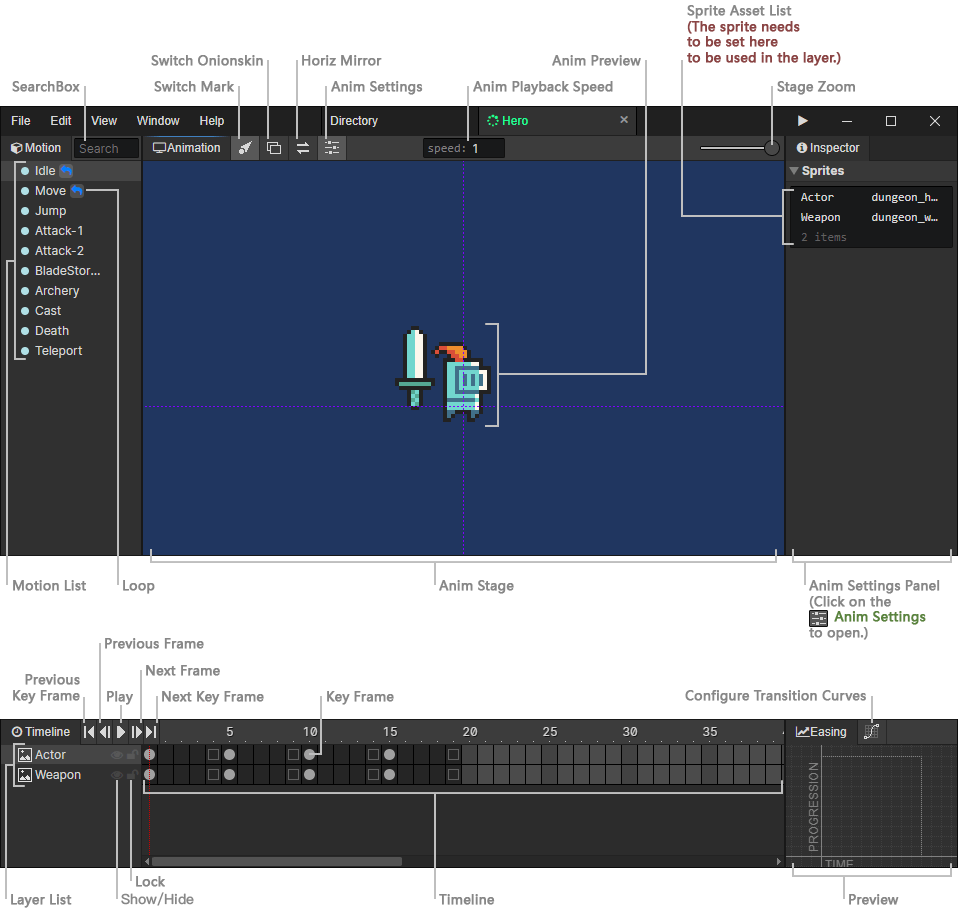 Sprite Asset List
(The sprite needs
to be set here
to be used in the layer.)
Switch Onionskin
Horiz Mirror
Anim Preview
SearchBox
Switch Mark
Anim Settings
Anim Playback Speed
Stage Zoom
File Edit View Window Help
Directory
Hero
Motion
Search
Animation
speed: 1
Inspector
Idle
Move
Jump
Attack-1
Attack-2
BladeStor...
Archery
Cast
Death
Teleport
Sprites
Actor dungeon_h…
Weapon dungeon_w…
2 items
Motion List
Loop
Anim Stage
Anim Settings Panel
(Click on the
Anim Settings
to open.)
Previous Frame
Next Frame
Previous
Key Frame
Play
Next Key Frame
Key Frame
Configure Transition Curves
Timeline
5 10 15 20 25 30 35
Easing
Actor
Weapon
PROGRESSION
TIME
Lock
Layer List
Show/Hide
Timeline
Preview